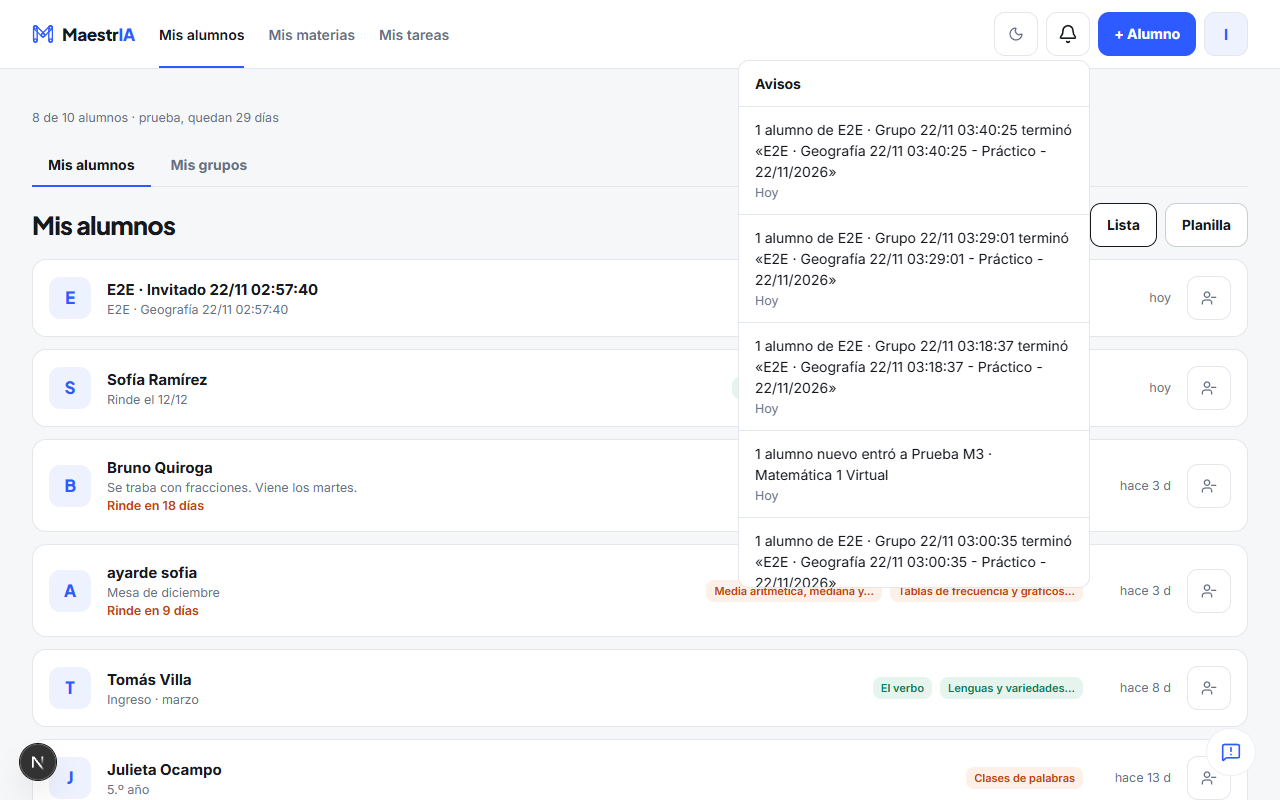 MaestrIA
Mis alumnos
Mis materias
Mis tareas
+ Alumno
I
8 de 10 alumnos · prueba, quedan 29 días
Mis alumnos
Mis grupos
Mis alumnos
Lista
Planilla
Avisos
1 alumno de E2E · Grupo 22/11 03:40:25 terminó
«E2E · Geografía 22/11 03:40:25 - Práctico -
22/11/2026»
Hoy
1 alumno de E2E · Grupo 22/11 03:29:01 terminó
«E2E · Geografía 22/11 03:29:01 - Práctico -
22/11/2026»
Hoy
1 alumno de E2E · Grupo 22/11 03:18:37 terminó
«E2E · Geografía 22/11 03:18:37 - Práctico -
22/11/2026»
Hoy
1 alumno nuevo entró a Prueba M3 ·
Matemática 1 Virtual
Hoy
1 alumno de E2E · Grupo 22/11 03:00:35 terminó
«E2E · Geografía 22/11 03:00:35 - Práctico -
22/11/2026»
E
E2E · Invitado 22/11 02:57:40
E2E · Geografía 22/11 02:57:40
hoy
S
Sofía Ramírez
Rinde el 12/12
hoy
B
Bruno Quiroga
Se traba con fracciones. Viene los martes.
Rinde en 18 días
hace 3 d
A
ayarde sofia
Mesa de diciembre
Rinde en 9 días
Media aritmética, mediana y...
Tablas de frecuencia y gráficos...
hace 3 d
T
Tomás Villa
Ingreso · marzo
El verbo
Lenguas y variedades...
hace 8 d
N
J
Julieta Ocampo
5.º año
Clases de palabras
hace 13 d